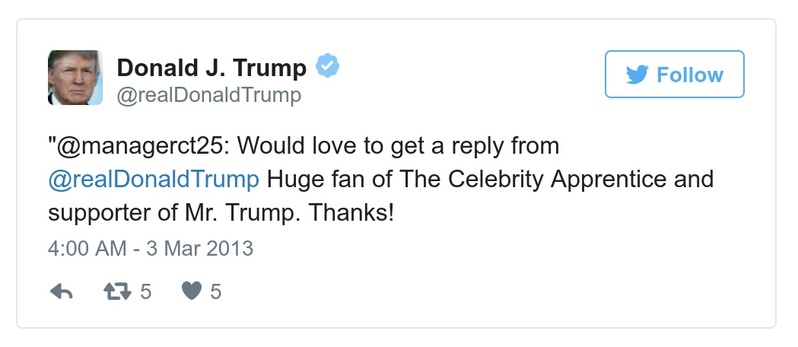 Donald J. Trump
@realDonaldTrump
Follow
"@managerct25: Would love to get a reply from
@realDonaldTrump Huge fan of The Celebrity Apprentice and
supporter of Mr. Trump. Thanks!
4:00 AM - 3 Mar 2013
5 5